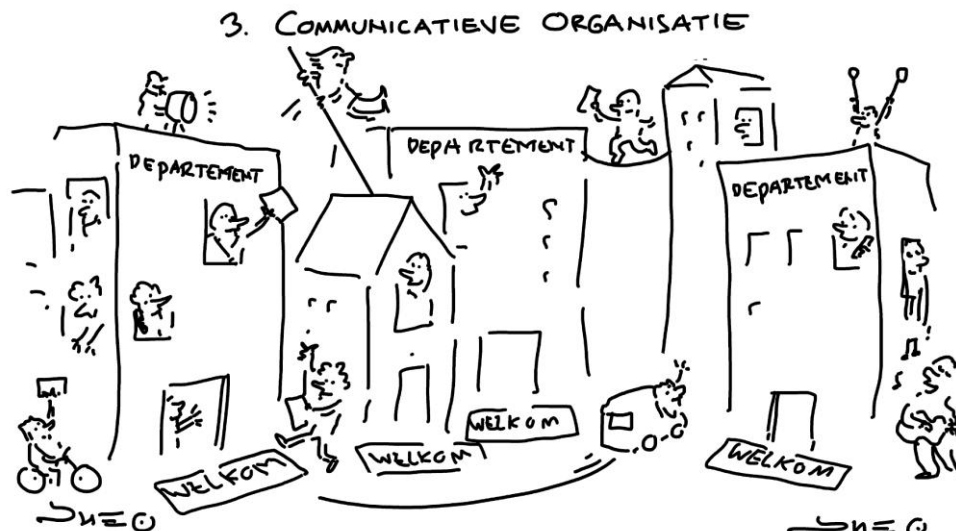 3. COMMUNICATIEVE ORGANISATIE
DEPARTEMENT
DEPARTEMENT
DEPARTEMENT
WELKOM
WELKOM
WELKOM
WELKOM